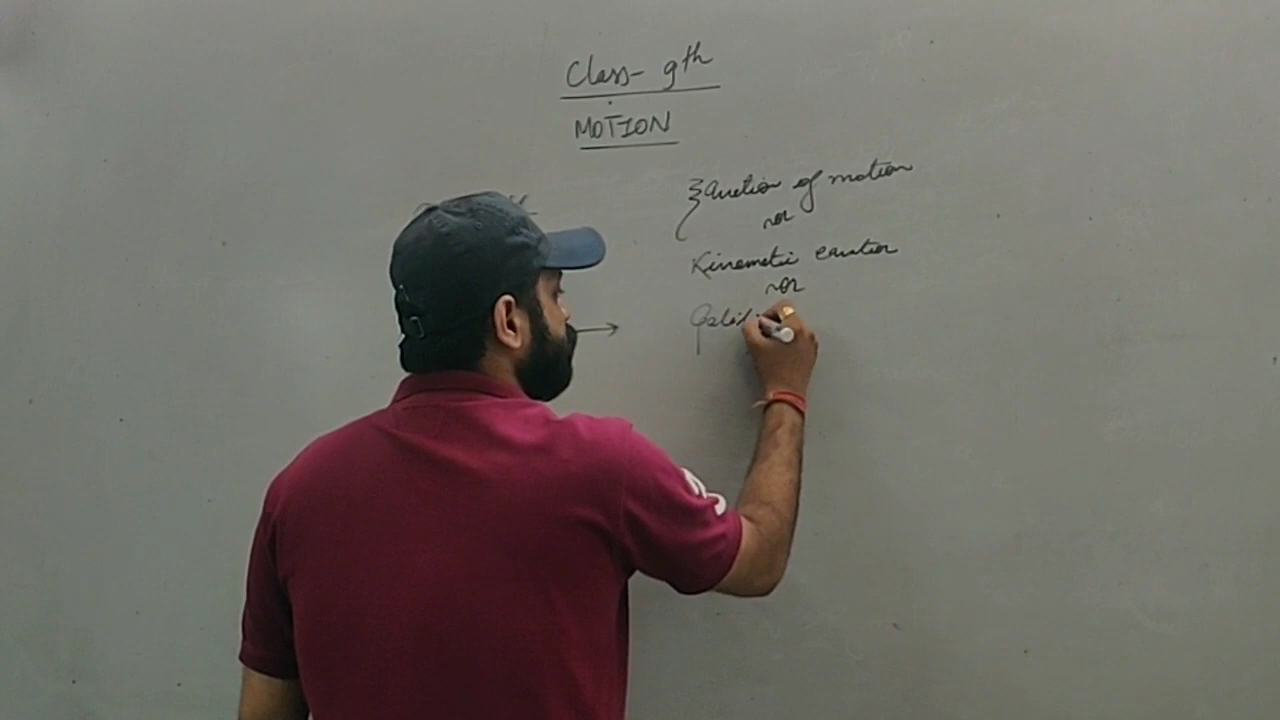 Class- 9th
MOTION
Equation of motion
or
Kinematic equation
or